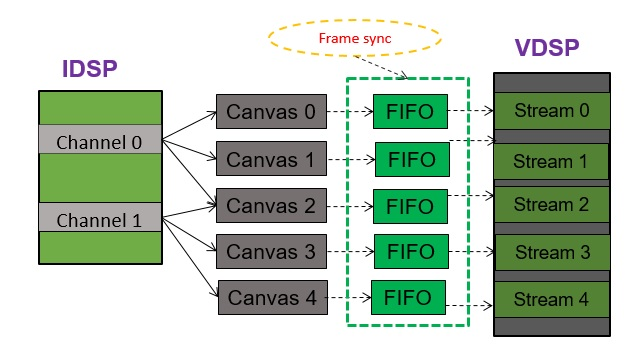 Frame sync
IDSP
VDSP
Channel 0
Channel 1
Canvas 0
FIFO
Stream 0
Canvas 1
FIFO
Stream 1
Canvas 2
FIFO
Stream 2
Canvas 3
FIFO
Stream 3
Canvas 4
FIFO
Stream 4